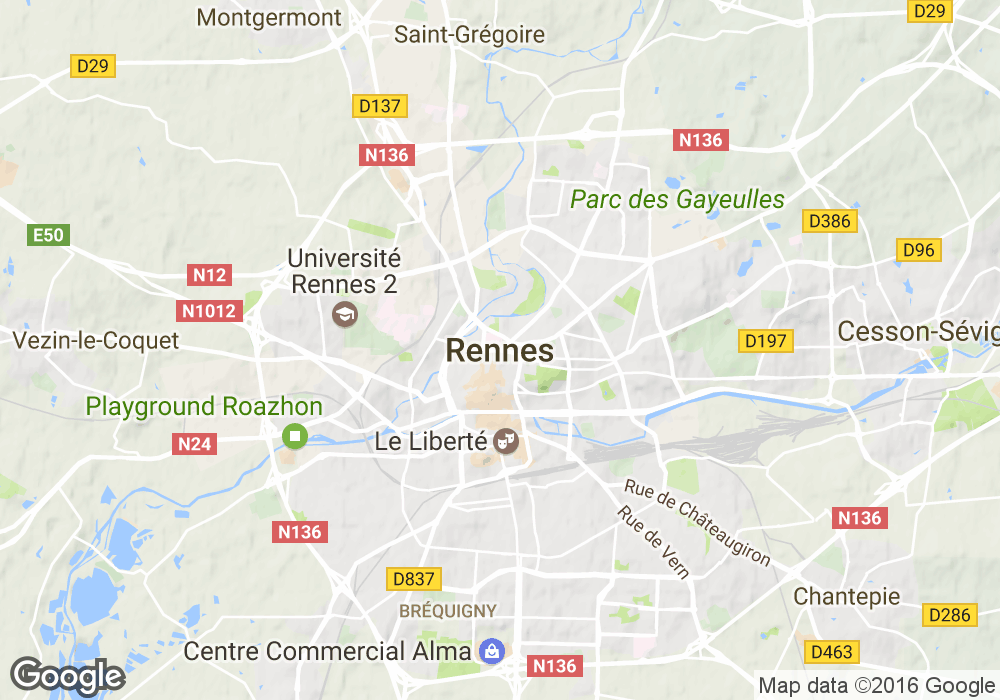 Montgermont
D137
D29
Saint-Grégoire
D29
D137
N136
N136
Parc des Gayeulles
D386
E50
D96
N12
Université
Rennes 2
N1012
Vezin-le-Coquet
Rennes
D197
Cesson-Sévig
Playground Roazhon
N24
Le Liberté
Rue de Châteaugiron
Rue de Vern
N136
N136
D837
BRÉQUIGNY
Chantepie
D286
Centre Commercial Alma
N136
D463
Google
Map data ©2016 Google